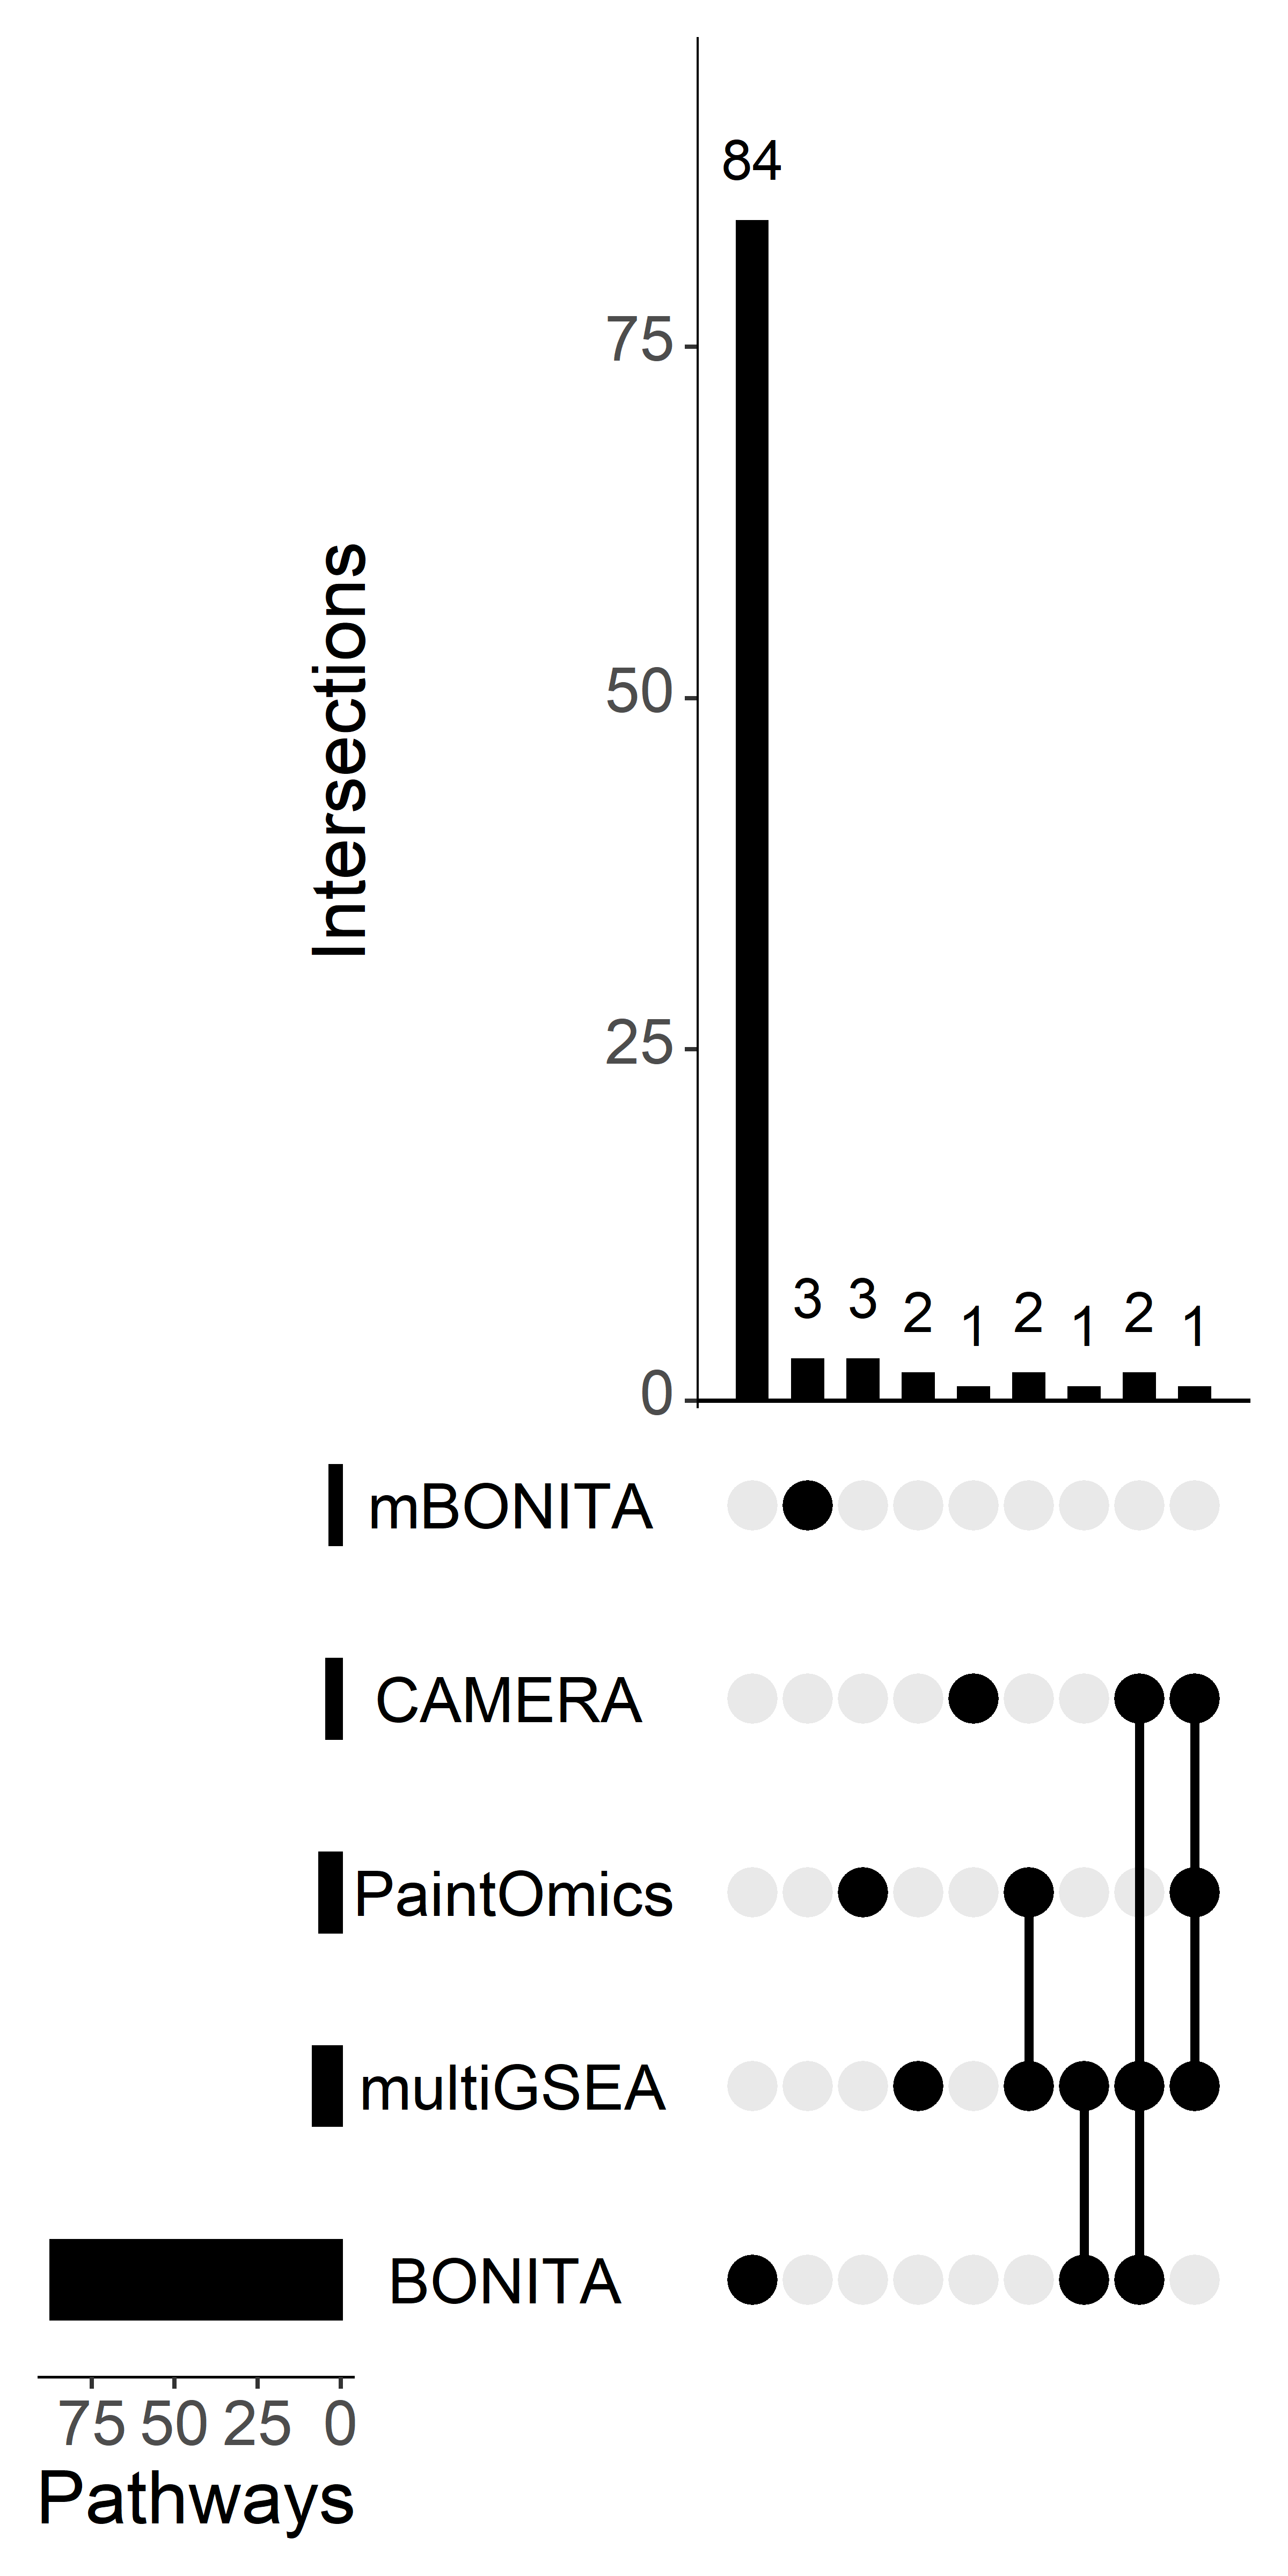 84
75
50
25
0
Intersections
3 3 2 1 2 1 2 1
mBONITA
CAMERA
PaintOmics
multiGSEA
BONITA
75 50 25 0
Pathways